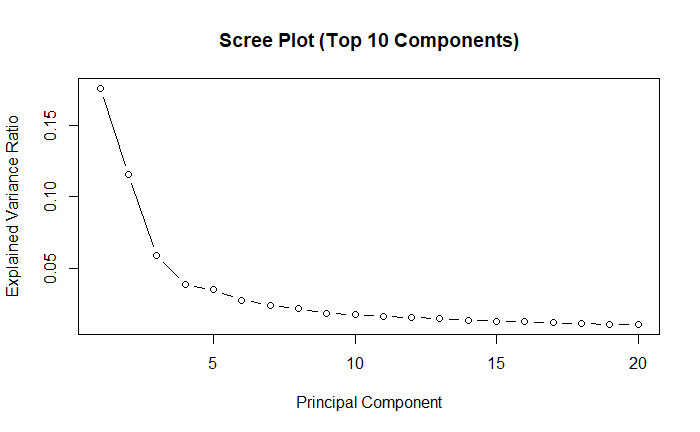 Scree Plot (Top 10 Components)
Explained Variance Ratio
0.15
0.10
0.05
5
10
15
20
Principal Component